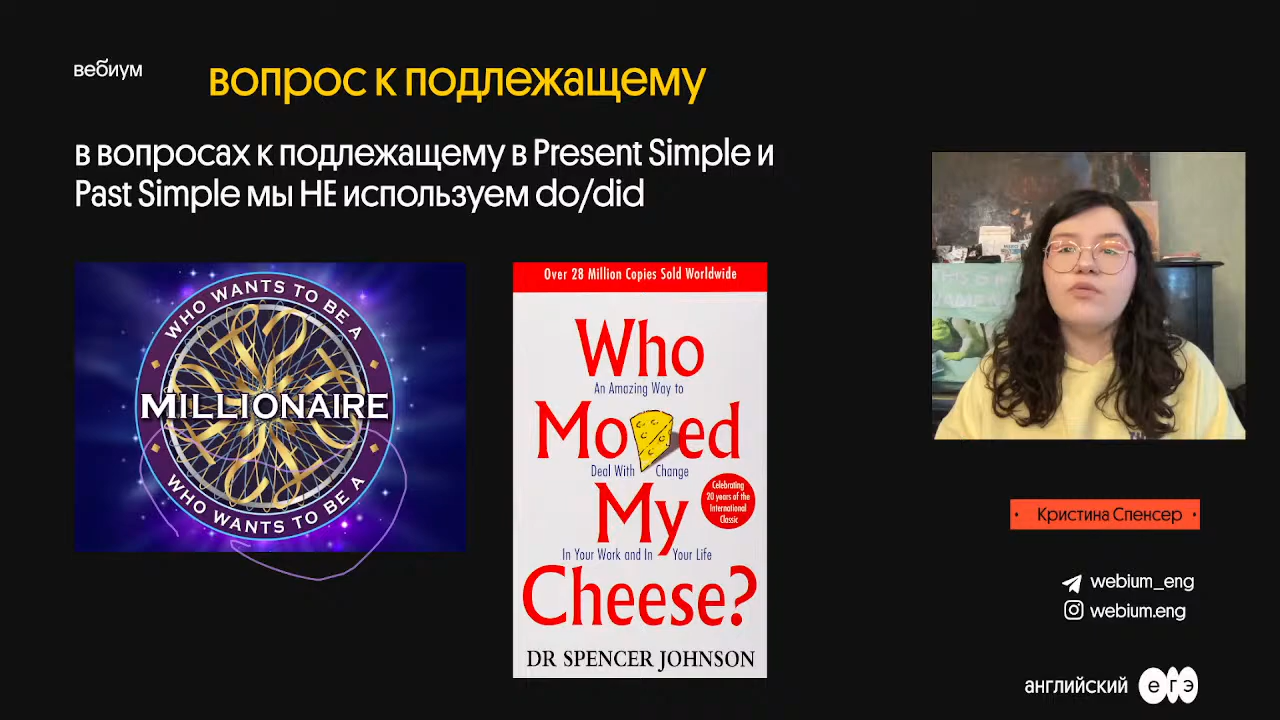 вебиум
вопрос к подлежащему
в вопросах к подлежащему в Present Simple и
Past Simple мы НЕ используем do/did
WHO WANTS TO BE A
MILLIONAIRE
WHO WANTS TO BE A
Over 28 Million Copies Sold Worldwide
Who
An Amazing Way to
Moved
Deal With Change
My
Celebrating
20 years of the
International
Classic
In Your Work and In Your Life
Cheese?
DR SPENCER JOHNSON
Кристина Спенсер
webium_eng
webium.eng
английский егэ